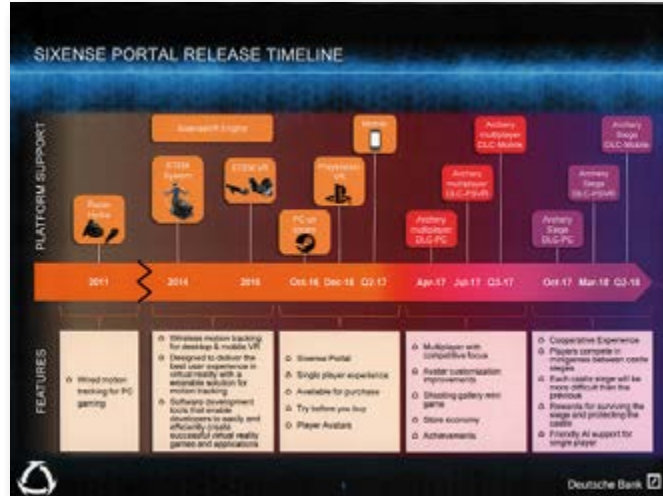 SIXENSE PORTAL RELEASE TIMELINE
PLATFORM SUPPORT
Razer
Hydra
Engine
STEM
System
STEM VR
PC on
steam
Playstation
VR
Mobile
Archery
multiplayer
DLC-PC
Archery
multiplayer
DLC-PSVR
Archery
multiplayer
DLC-Mobile
Archery
Siege
DLC-PC
Archery
Siege
DLC-PSVR
Archery
Siege
DLC-Mobile
2011
2014
2016
Oct-16
Dec-16
Q2-17
Apr-17
Jul-17
Q3-17
Oct-17
Mar-18
Q2-18
FEATURES
Wired motion
tracking for PC
gaming
Wireless motion tracking
for desktop & mobile VR
Designed to deliver the
best user experience in
virtual reality with a
wearable solution for
motion tracking
Software development
tools that enable
developers to easily and
efficiently create
successful virtual reality
games and applications
Sixense Portal
Single player experience
Available for purchase
Try before you buy
Player Avatars
Multiplayer with
competitive focus
Avatar customization
improvements
Shooting gallery mini
game
Store economy
Achievements
Cooperative Experience
Players compete in
minigames between castle
sieges
Each castle siege will be
more difficult than the
previous
Rewards for surviving the
siege and protecting the
castle
Friendly AI support for
single player
Deutsche Bank